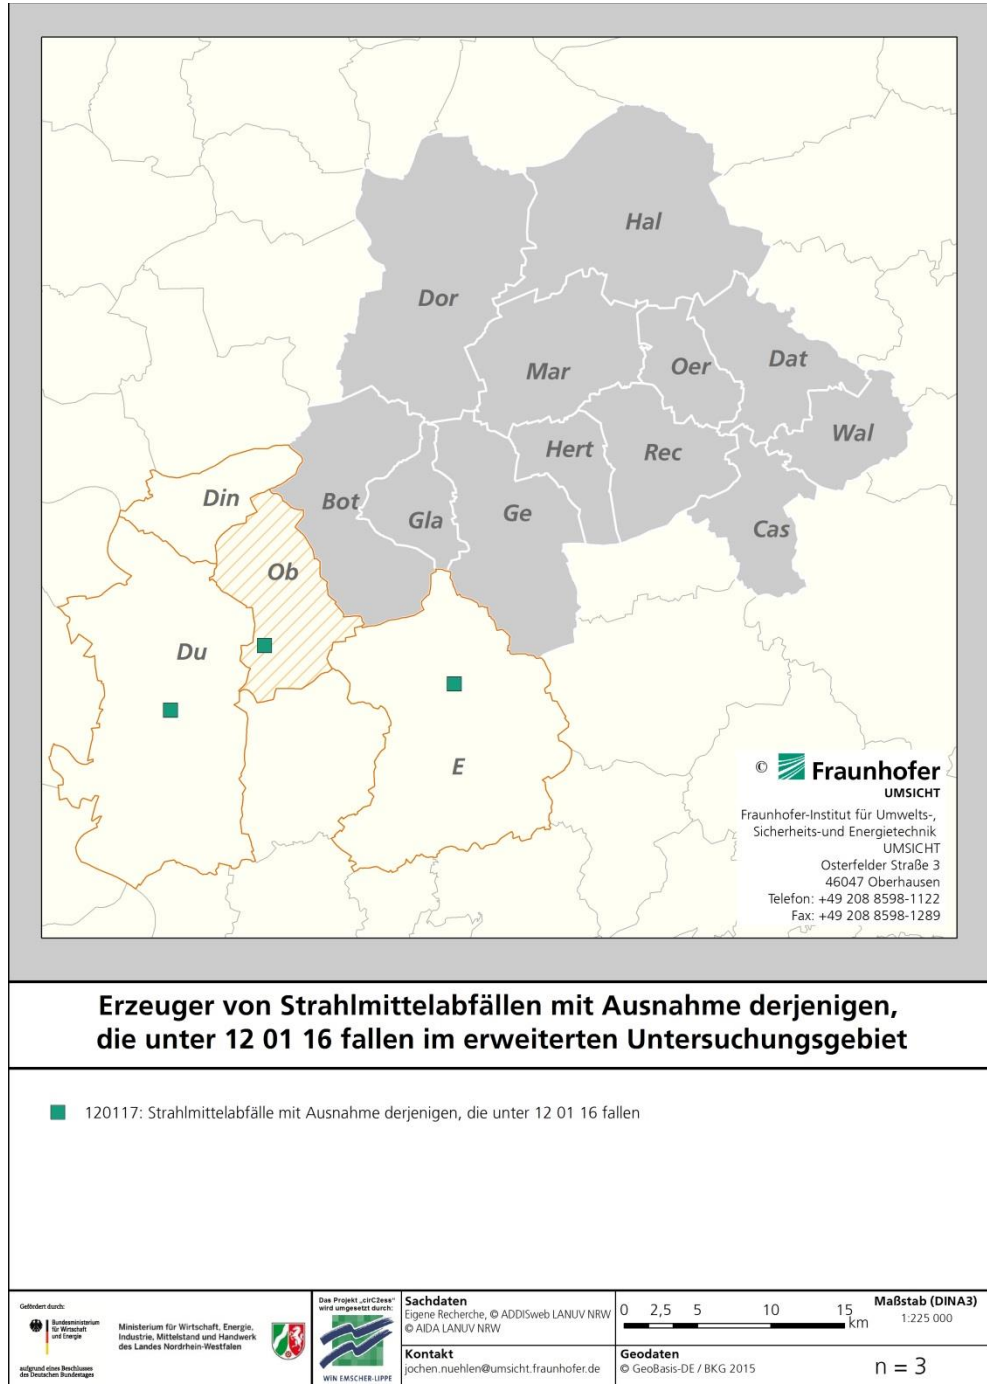 Hal
Dor
Mar
Oer
Dat
Wal
Hert
Rec
Din
Bot
Gla
Ge
Cas
Ob
Du
E
© Fraunhofer
UMSICHT
Fraunhofer-Institut für Umwelts-,
Sicherheits-und Energietechnik
UMSICHT
Osterfelder Straße 3
46047 Oberhausen
Telefon: +49 208 8598-1122
Fax: +49 208 8598-1289
Erzeuger von Strahlmittelabfällen mit Ausnahme derjenigen,
die unter 12 01 16 fallen im erweiterten Untersuchungsgebiet
120117: Strahlmittelabfälle mit Ausnahme derjenigen, die unter 12 01 16 fallen
Gefördert durch:
Bundesministerium
für Wirtschaft
und Energie
aufgrund eines Beschlusses
des Deutschen Bundestages
Ministerium für Wirtschaft, Energie,
Industrie, Mittelstand und Handwerk
des Landes Nordrhein-Westfalen
Das Projekt „cirC2ess"
wird umgesetzt durch:
WiN EMSCHER-LIPPE
Sachdaten
Eigene Recherche, © ADDISweb LANUV NRW
© AIDA LANUV NRW
Kontakt
jochen.nuehlen@umsicht.fraunhofer.de
0 2,5 5 10 15 km
Maßstab (DINA3)
1:225 000
Geodaten
© GeoBasis-DE / BKG 2015
n = 3